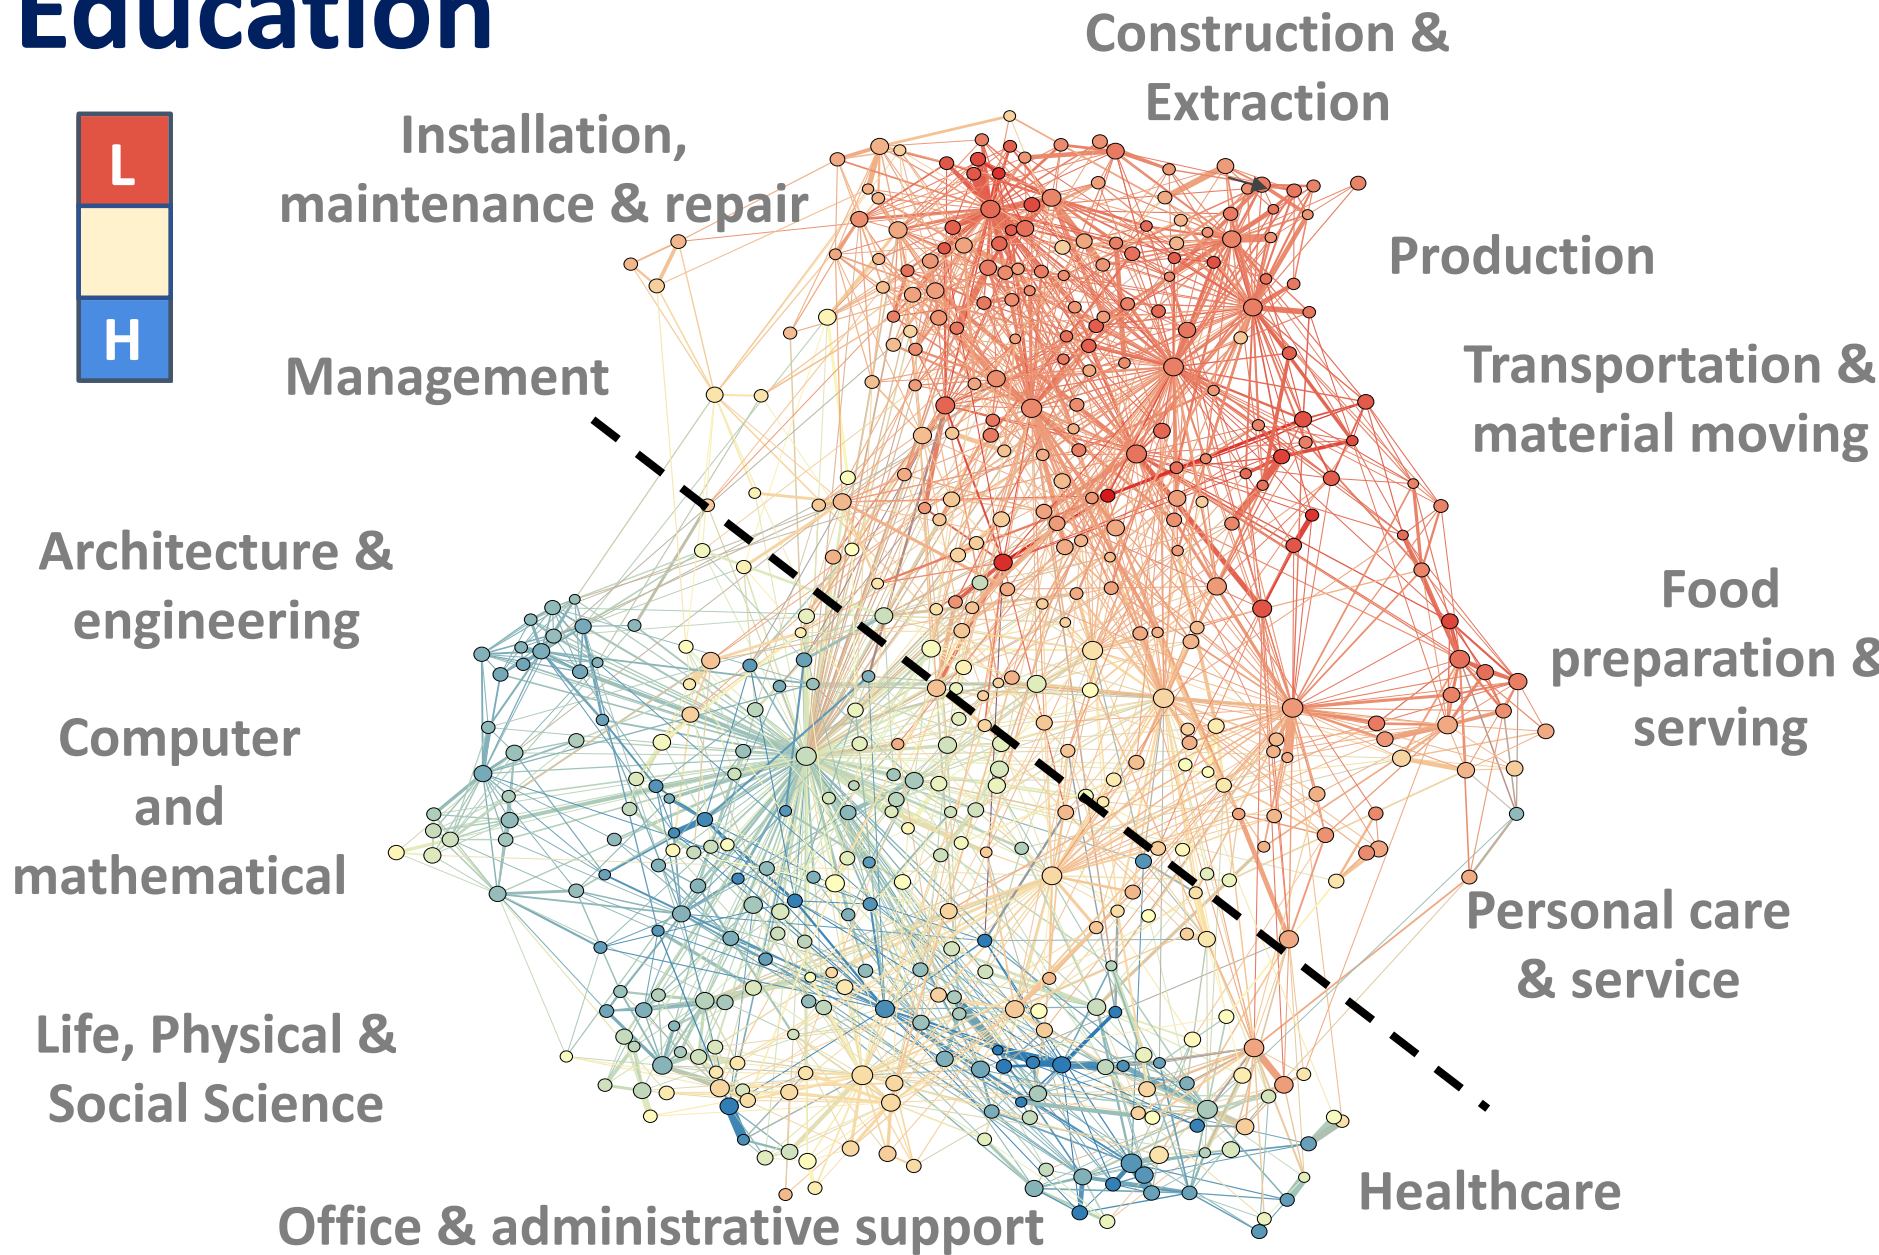 Education
L
H
Construction &
Extraction
Installation,
maintenance & repair
Production
Management
Transportation &
material moving
Architecture &
engineering
Food
preparation &
serving
Computer
and
mathematical
Personal care
& service
Life, Physical &
Social Science
Healthcare
Office & administrative support